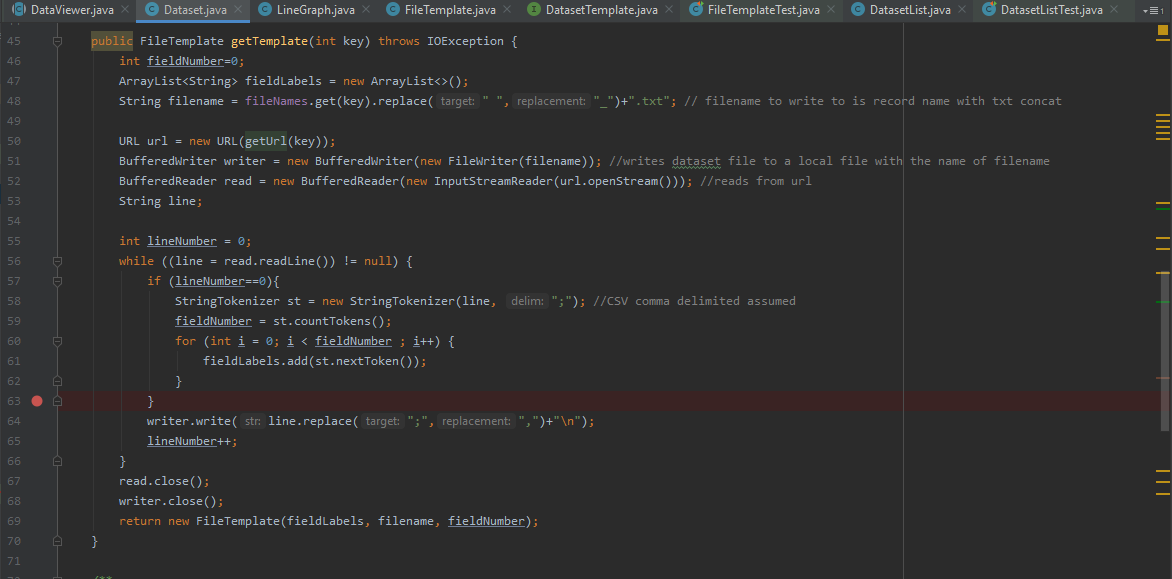 DataViewer.java × Dataset.java × LineGraph.java × FileTemplate.java × DatasetTemplate.java × FileTemplateTest.java × DatasetList.java × DatasetListTest.java × 1
45 public FileTemplate getTemplate(int key) throws IOException {
46 int fieldNumber=0;
47 ArrayList<String> fieldLabels = new ArrayList<>();
48 String filename = fileNames.get(key).replace( target: " ", replacement: "_")+".txt"; // filename to write to is record name with txt concat
49
50 URL url = new URL(getUrl(key));
51 BufferedWriter writer = new BufferedWriter(new FileWriter(filename)); //writes dataset file to a local file with the name of filename
52 BufferedReader read = new BufferedReader(new InputStreamReader(url.openStream())); //reads from url
53 String line;
54
55 int lineNumber = 0;
56 while ((line = read.readLine()) != null) {
57 if (lineNumber==0){
58 StringTokenizer st = new StringTokenizer(line, delim: ";"); //CSV comma delimited assumed
59 fieldNumber = st.countTokens();
60 for (int i = 0; i < fieldNumber ; i++) {
61 fieldLabels.add(st.nextToken());
62 }
63 }
64 writer.write( str: line.replace( target: ";", replacement: ",")+"\n");
65 lineNumber++;
66 }
67 read.close();
68 writer.close();
69 return new FileTemplate(fieldLabels, filename, fieldNumber);
70 }
71
/**